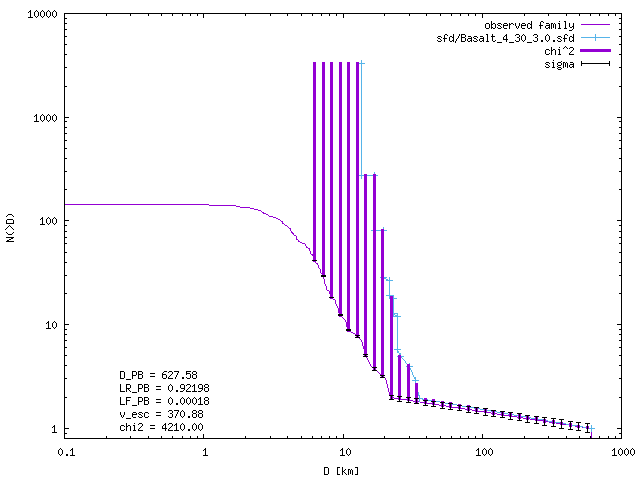 10000
1000
100
10
1
N(>D)
observed family
sfd/Basalt_4_30_3.0.sfd
chi^2
sigma
D_PB = 627.58
LR_PB = 0.92198
LF_PB = 0.00018
v_esc = 370.88
chi2 = 4210.00
0.1 1 10 100 1000
D [km]